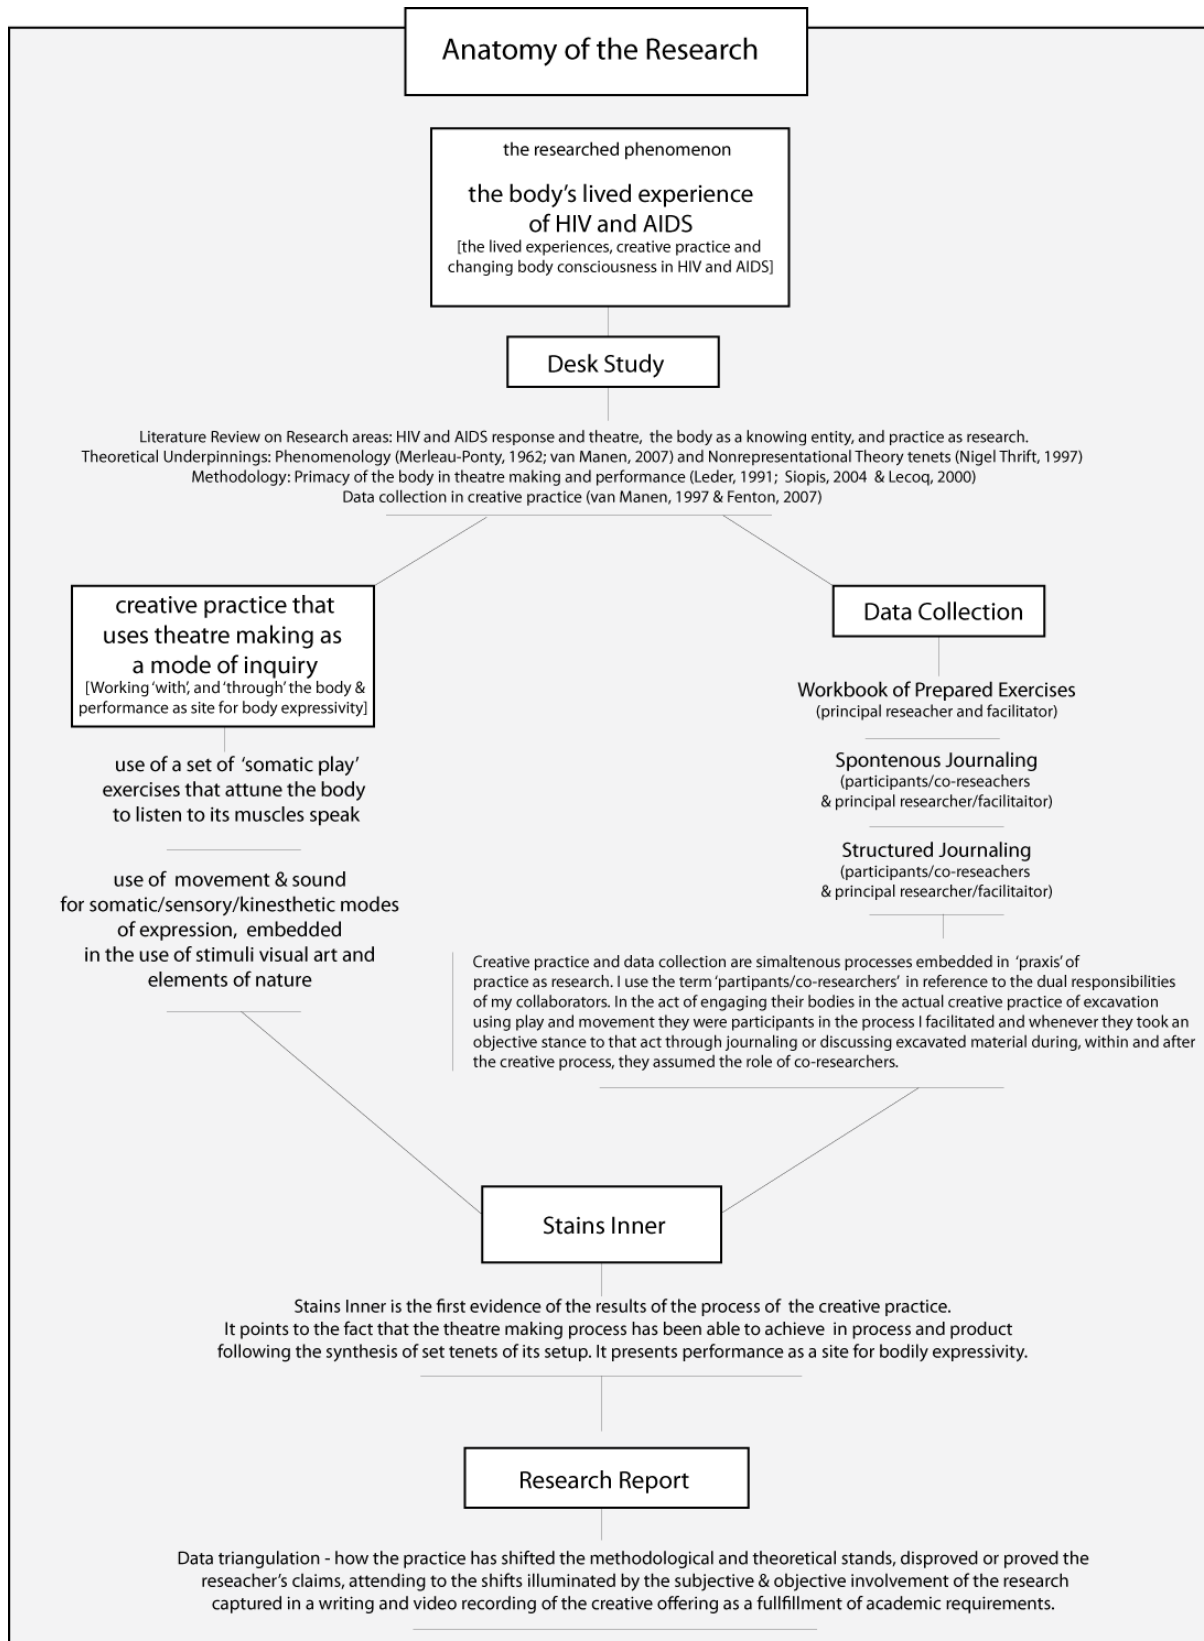 Anatomy of the Research
the researched phenomenon
the body's lived experience
of HIV and AIDS
[the lived experiences, creative practice and
changing body consciousness in HIV and AIDS]
Desk Study
Literature Review on Research areas: HIV and AIDS response and theatre, the body as a knowing entity, and practice as research.
Theoretical Underpinnings: Phenomenology (Merleau-Ponty, 1962; van Manen, 2007) and Nonrepresentational Theory tenets (Nigel Thrift, 1997)
Methodology: Primacy of the body in theatre making and performance (Leder, 1991; Siopis, 2004 & Lecoq, 2000)
Data collection in creative practice (van Manen, 1997 & Fenton, 2007)
creative practice that
uses theatre making as
a mode of inquiry
[Working 'with', and 'through' the body &
performance as site for body expressivity]
use of a set of 'somatic play'
exercises that attune the body
to listen to its muscles speak
use of movement & sound
for somatic/sensory/kinesthetic modes
of expression, embedded
in the use of stimuli visual art and
elements of nature
Data Collection
Workbook of Prepared Exercises
(principal reseacher and facilitator)
Spontenous Journaling
(participants/co-reseachers
& principal researcher/facilitaitor)
Structured Journaling
(participants/co-reseachers
& principal researcher/facilitaitor)
Creative practice and data collection are simaltenous processes embedded in 'praxis' of
practice as research. I use the term 'partipants/co-researchers' in reference to the dual responsibilities
of my collaborators. In the act of engaging their bodies in the actual creative practice of excavation
using play and movement they were participants in the process I facilitated and whenever they took an
objective stance to that act through journaling or discussing excavated material during, within and after
the creative process, they assumed the role of co-researchers.
Stains Inner
Stains Inner is the first evidence of the results of the process of the creative practice.
It points to the fact that the theatre making process has been able to achieve in process and product
following the synthesis of set tenets of its setup. It presents performance as a site for bodily expressivity.
Research Report
Data triangulation - how the practice has shifted the methodological and theoretical stands, disproved or proved the
reseacher's claims, attending to the shifts illuminated by the subjective & objective involvement of the research
captured in a writing and video recording of the creative offering as a fullfillment of academic requirements.